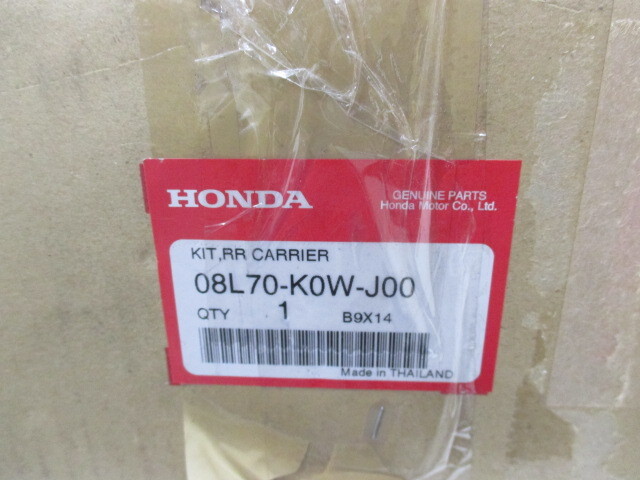 HONDA
GENUINE PARTS
Honda Motor Co., Ltd.
KIT,RR CARRIER
08L70-K0W-J00
QTY 1 B9X14
Made in THAILAND